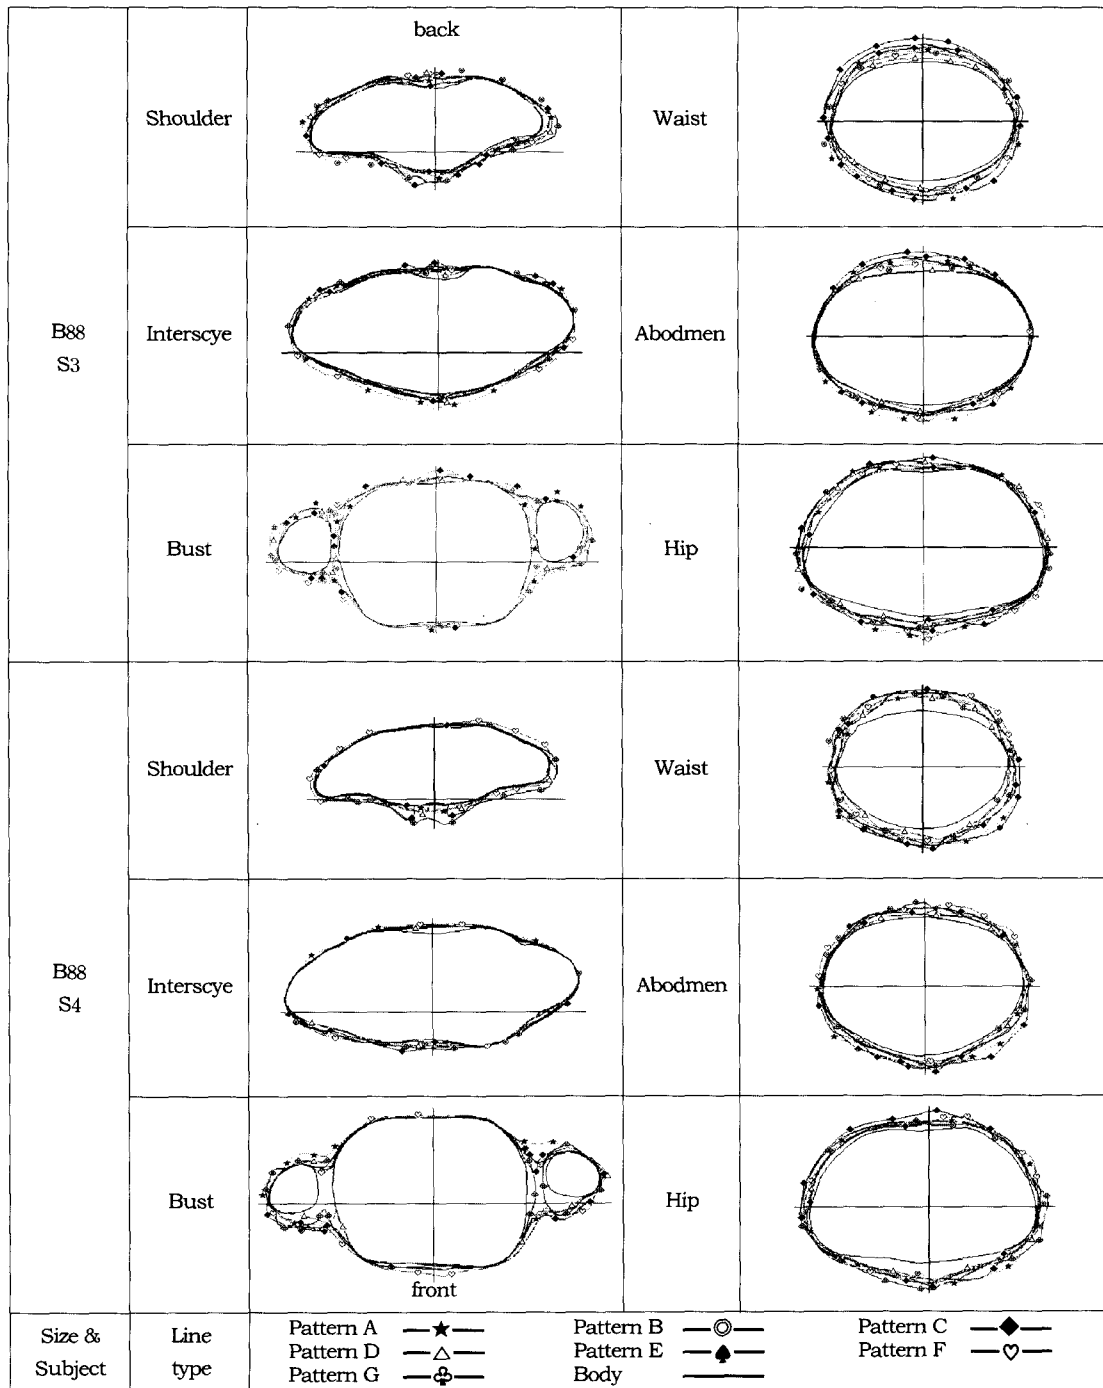 back
Shoulder
Waist
B88
S3
Interscye
Abodmen
Bust
Hip
Shoulder
Waist
B88
S4
Interscye
Abodmen
Bust
Hip
front
Size &
Subject
Line
type
Pattern A
Pattern B
Pattern C
Pattern D
Pattern E
Pattern F
Pattern G
Body